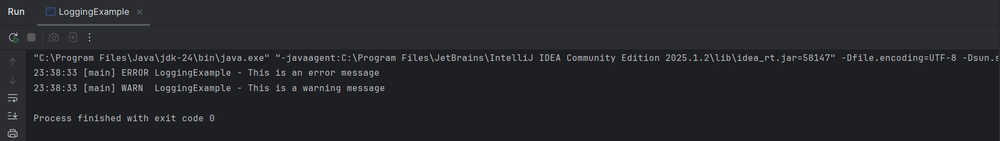 Run LoggingExample
"C:\Program Files\Java\jdk-24\bin\java.exe" "-javaagent:C:\Program Files\JetBrains\IntelliJ IDEA Community Edition 2025.1.2\lib\idea_rt.jar=58147" -Dfile.encoding=UTF-8 -Dsun.s
23:38:33 [main] ERROR LoggingExample - This is an error message
23:38:33 [main] WARN  LoggingExample - This is a warning message
Process finished with exit code 0